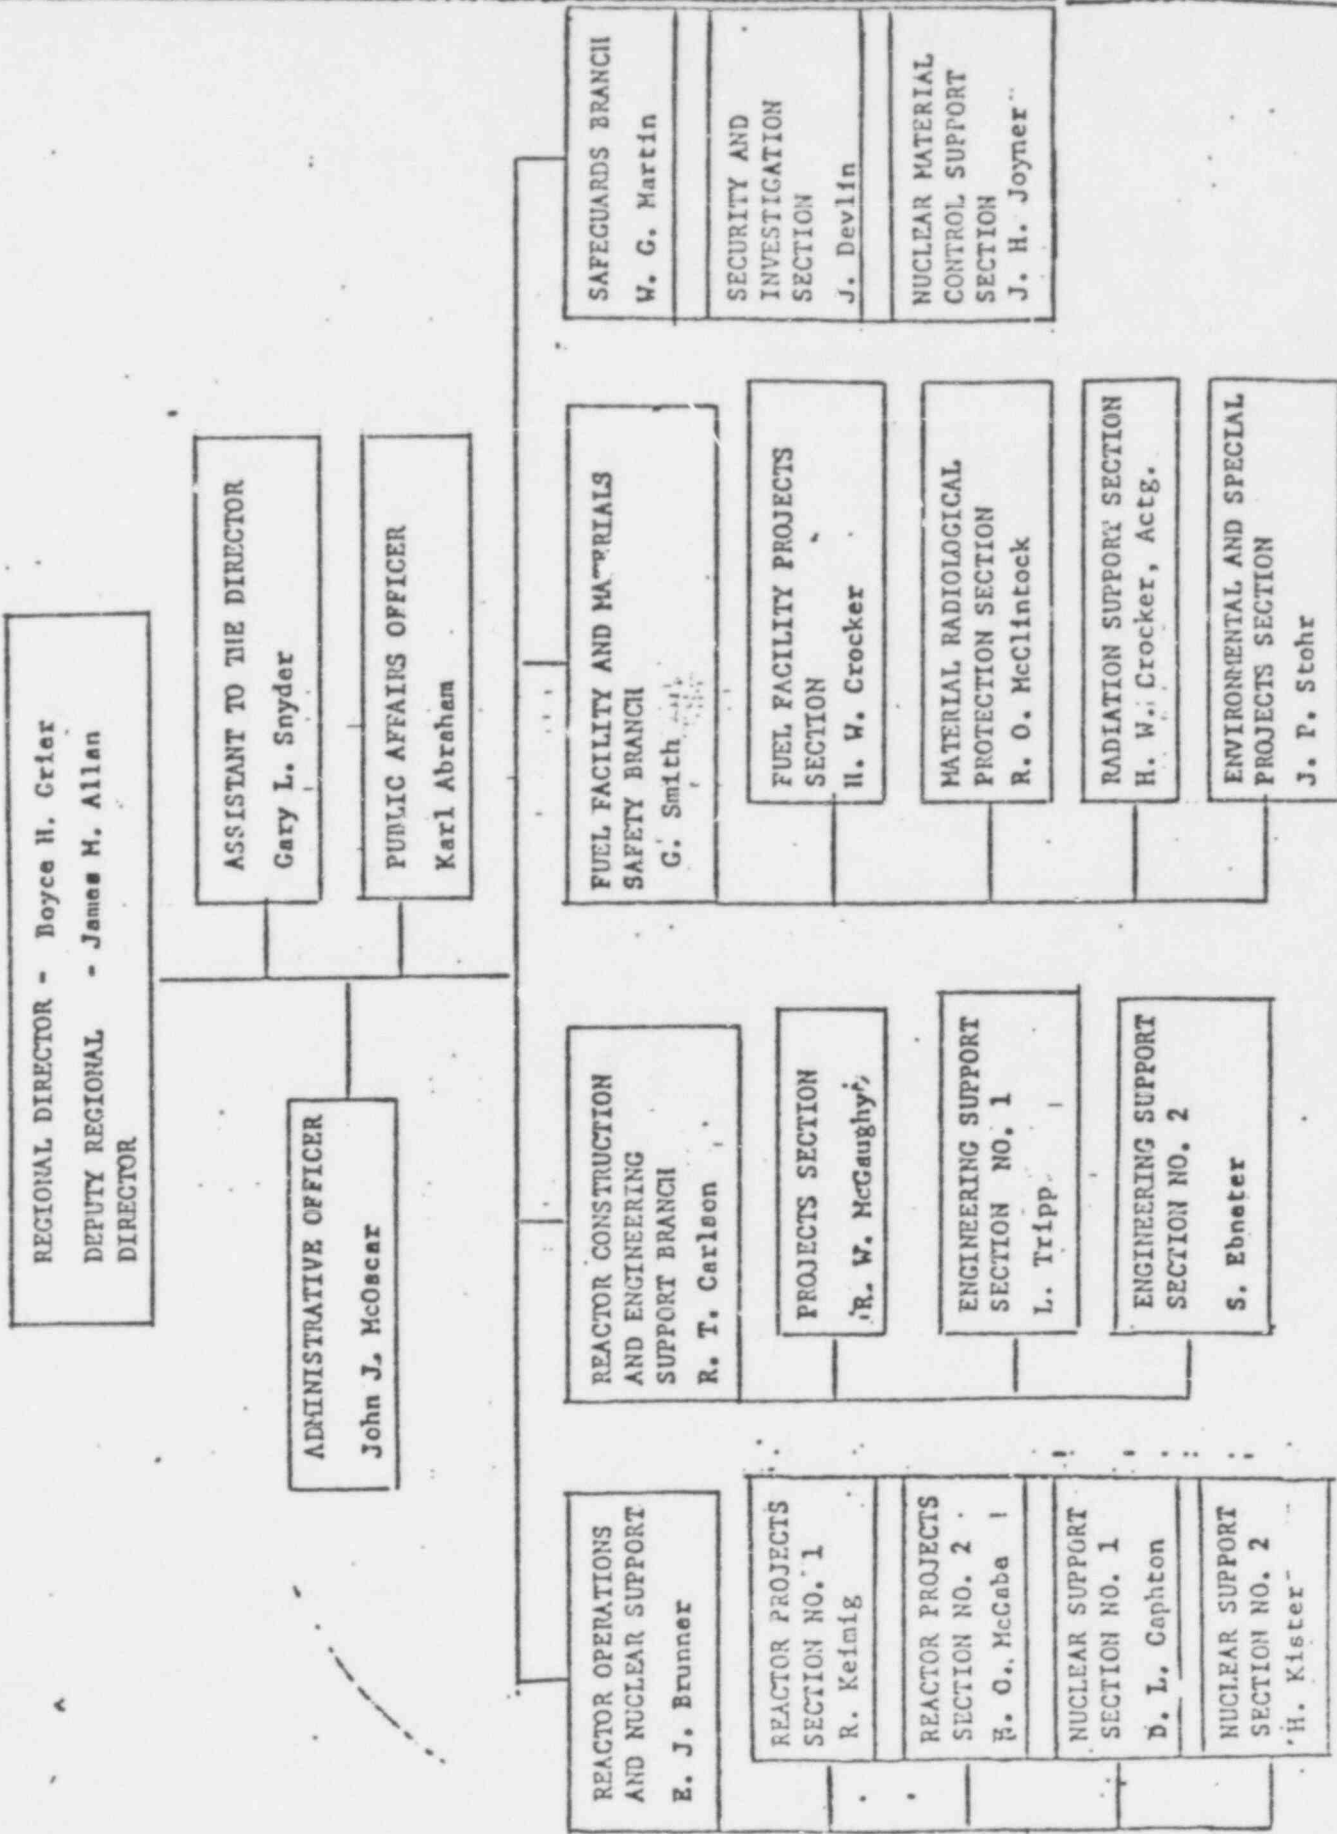 REGIONAL DIRECTOR - Boyce H. Grier
DEPUTY REGIONAL - James M. Allan
DIRECTOR
ASSISTANT TO THE DIRECTOR
Gary L. Snyder
PUBLIC AFFAIRS OFFICER
Karl Abraham
ADMINISTRATIVE OFFICER
John J. McOscar
REACTOR OPERATIONS
AND NUCLEAR SUPPORT
E. J. Brunner
REACTOR PROJECTS
SECTION NO. 1
R. Keimig
REACTOR PROJECTS
SECTION NO. 2
E. C. McCabe
NUCLEAR SUPPORT
SECTION NO. 1
D. L. Caphton
NUCLEAR SUPPORT
SECTION NO. 2
H. Kister
REACTOR CONSTRUCTION
AND ENGINEERING
SUPPORT BRANCH
R. T. Carlson
PROJECTS SECTION
R. W. McGaughy
ENGINEERING SUPPORT
SECTION NO. 1
L. Tripp
ENGINEERING SUPPORT
SECTION NO. 2
S. Ebneter
FUEL FACILITY AND MATERIALS
SAFETY BRANCH
G. Smith
FUEL FACILITY PROJECTS
SECTION
H. W. Crocker
MATERIAL RADIOLOGICAL
PROTECTION SECTION
R. O. McClintock
RADIATION SUPPORT SECTION
H. W. Crocker, Actg.
ENVIRONMENTAL AND SPECIAL
PROJECTS SECTION
J. P. Stohr
SAFEGUARDS BRANCH
W. G. Martin
SECURITY AND
INVESTIGATION
SECTION
J. Devlin
NUCLEAR MATERIAL
CONTROL SUPPORT
SECTION
J. H. Joyner